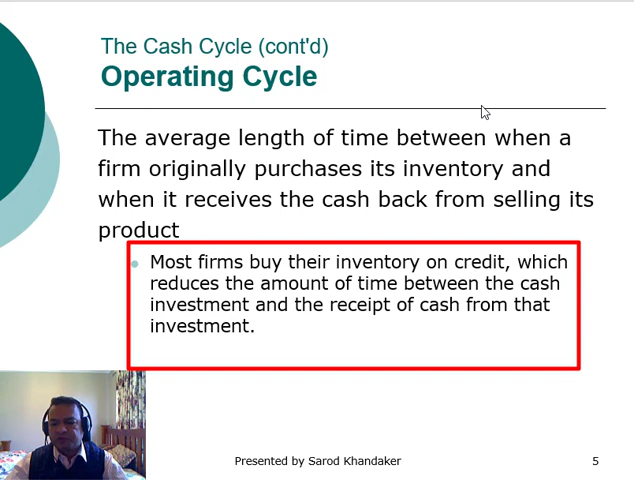 The Cash Cycle (cont'd)
Operating Cycle
The average length of time between when a
firm originally purchases its inventory and
when it receives the cash back from selling its
product
Most firms buy their inventory on credit, which
reduces the amount of time between the cash
investment and the receipt of cash from that
investment.
Presented by Sarod Khandaker
5